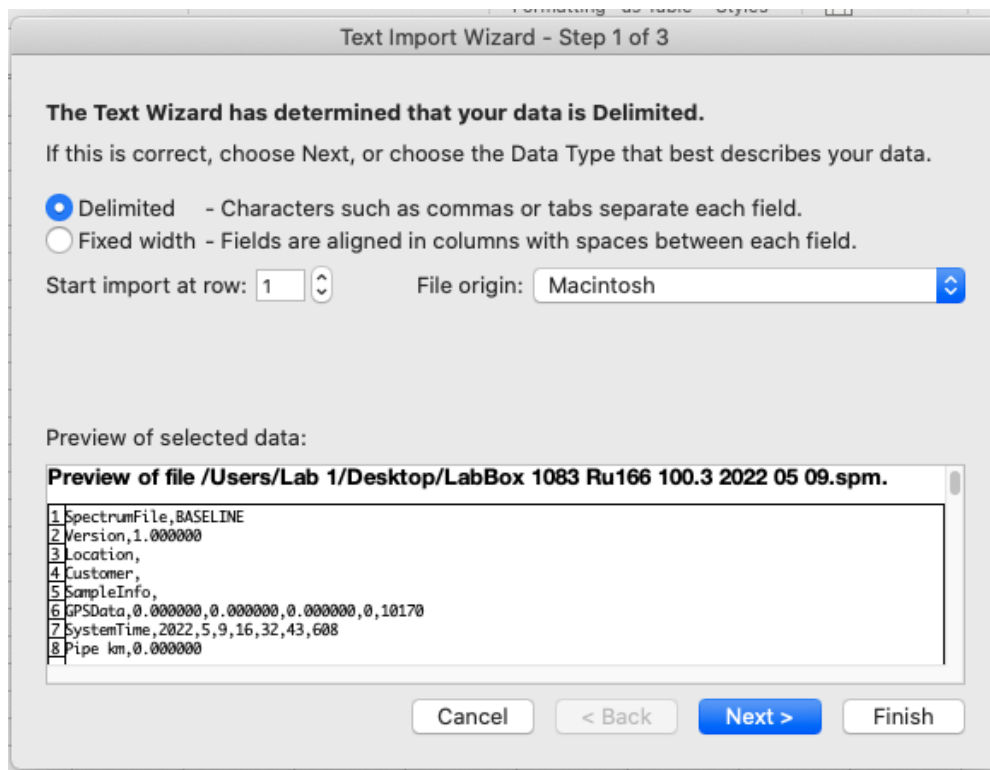 Formatting as Table Styles
Text Import Wizard - Step 1 of 3
The Text Wizard has determined that your data is Delimited.
If this is correct, choose Next, or choose the Data Type that best describes your data.
Delimited - Characters such as commas or tabs separate each field.
Fixed width - Fields are aligned in columns with spaces between each field.
Start import at row: 1 File origin: Macintosh
Preview of selected data:
Preview of file /Users/Lab 1/Desktop/LabBox 1083 Ru166 100.3 2022 05 09.spm.
1 SpectrumFile,BASELINE
2 Version,1.000000
3 Location,
4 Customer,
5 SampleInfo,
6 GPSData,0.000000,0.000000,0.000000,0,10170
7 SystemTime,2022,5,9,16,32,43,608
8 Pipe km,0.000000
Cancel < Back Next > Finish